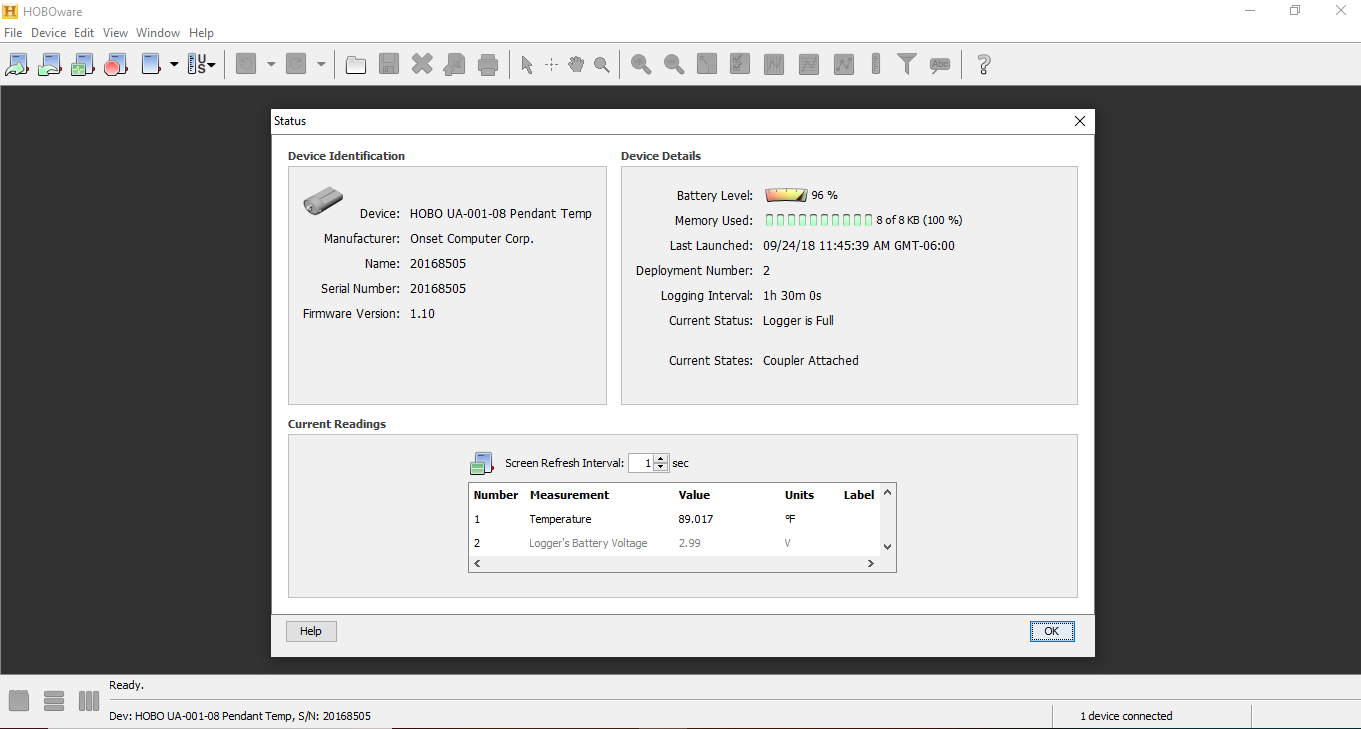 HOBOware
File Device Edit View Window Help
U
S
Abc
?
Status
Device Identification
Device: HOBO UA-001-08 Pendant Temp
Manufacturer: Onset Computer Corp.
Name: 20168505
Serial Number: 20168505
Firmware Version: 1.10
Device Details
Battery Level: 96 %
Memory Used: 8 of 8 KB (100 %)
Last Launched: 09/24/18 11:45:39 AM GMT-06:00
Deployment Number: 2
Logging Interval: 1h 30m 0s
Current Status: Logger is Full
Current States: Coupler Attached
Current Readings
Screen Refresh Interval: 1 sec
Number Measurement Value Units Label
1 Temperature 89.017 °F
2 Logger's Battery Voltage 2.99 V
Help OK
Ready.
Dev: HOBO UA-001-08 Pendant Temp, S/N: 20168505 1 device connected